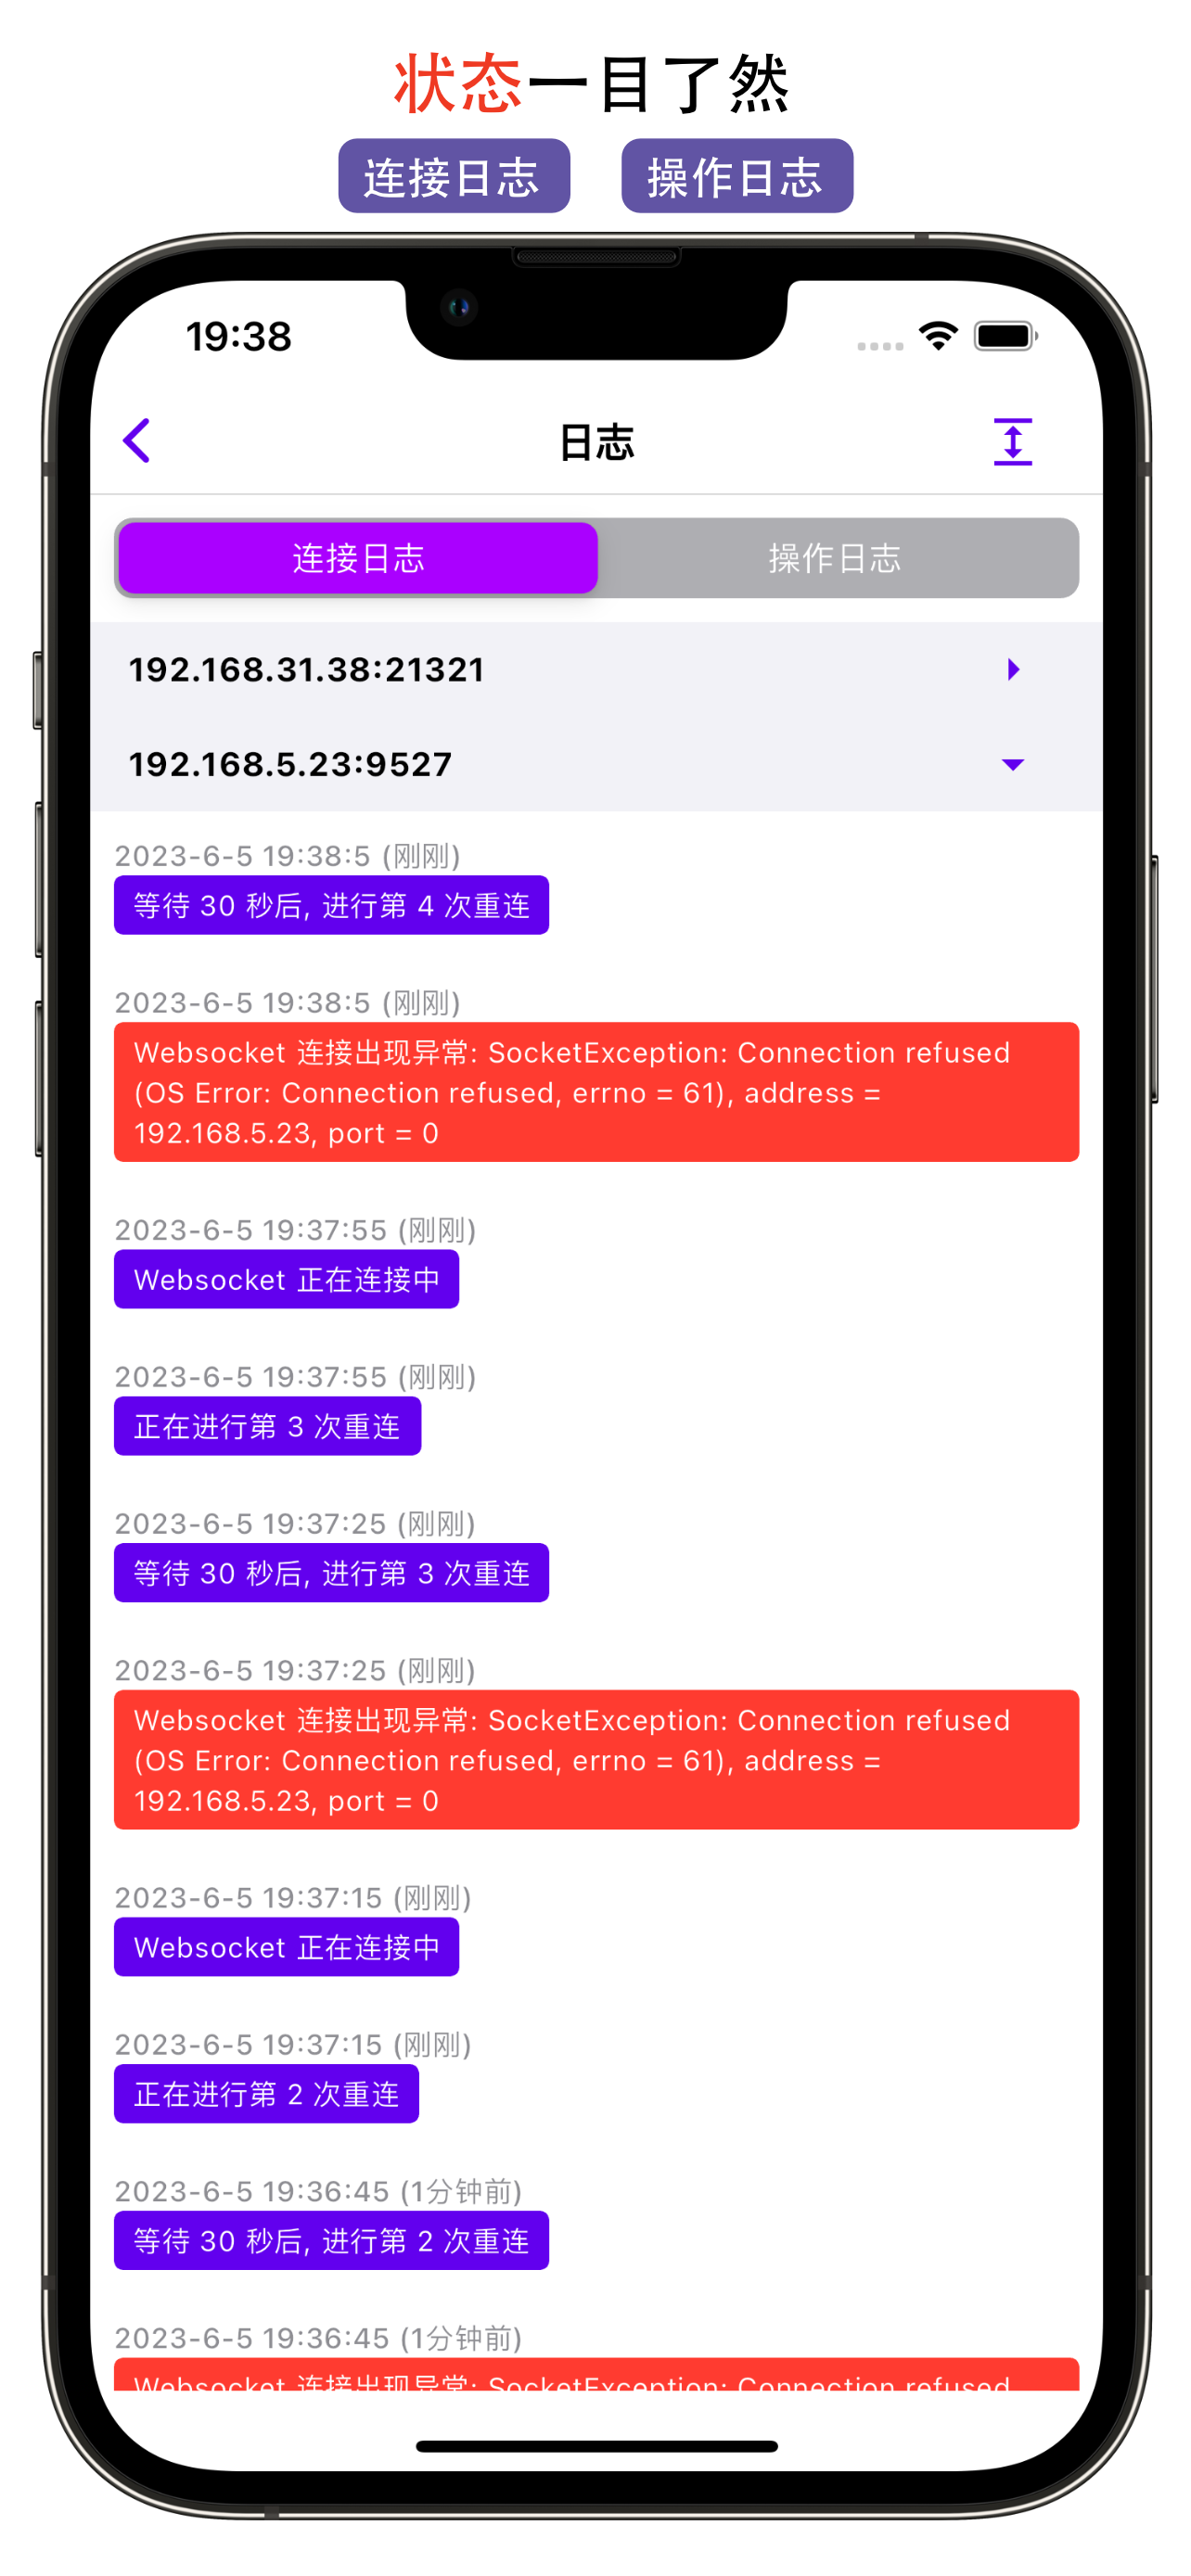 状态一目了然
连接日志 操作日志
19:38
日志
连接日志 操作日志
192.168.31.38:21321
192.168.5.23:9527
2023-6-5 19:38:5 (刚刚)
等待 30 秒后, 进行第 4 次重连
2023-6-5 19:38:5 (刚刚)
Websocket 连接出现异常: SocketException: Connection refused
(OS Error: Connection refused, errno = 61), address =
192.168.5.23, port = 0
2023-6-5 19:37:55 (刚刚)
Websocket 正在连接中
2023-6-5 19:37:55 (刚刚)
正在进行第 3 次重连
2023-6-5 19:37:25 (刚刚)
等待 30 秒后, 进行第 3 次重连
2023-6-5 19:37:25 (刚刚)
Websocket 连接出现异常: SocketException: Connection refused
(OS Error: Connection refused, errno = 61), address =
192.168.5.23, port = 0
2023-6-5 19:37:15 (刚刚)
Websocket 正在连接中
2023-6-5 19:37:15 (刚刚)
正在进行第 2 次重连
2023-6-5 19:36:45 (1分钟前)
等待 30 秒后, 进行第 2 次重连
2023-6-5 19:36:45 (1分钟前)
Websocket 连接出现异常: SocketException: Connection refused